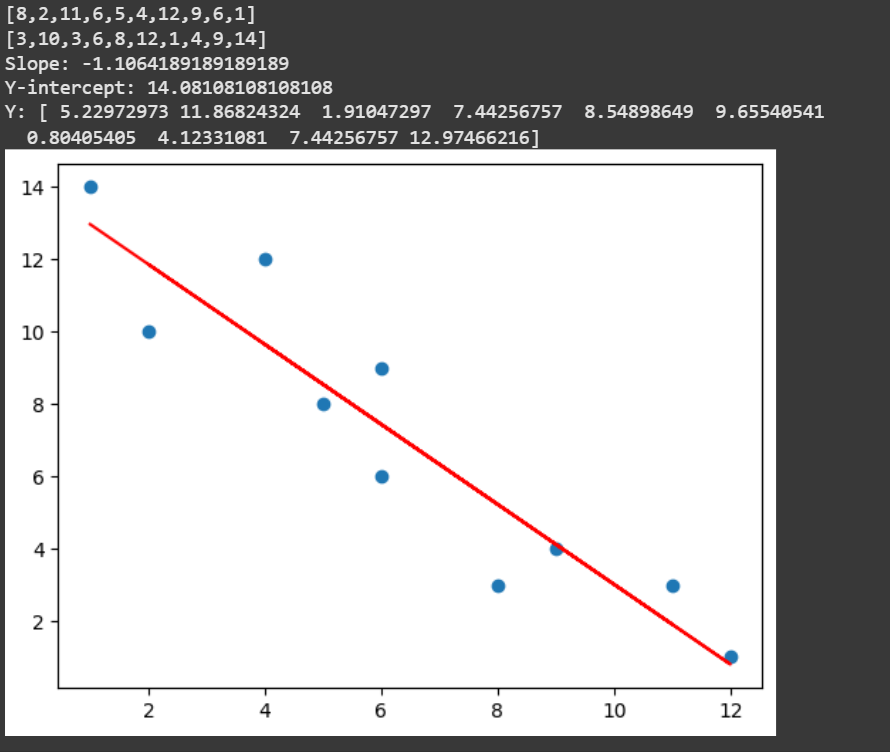 [8,2,11,6,5,4,12,9,6,1]
[3,10,3,6,8,12,1,4,9,14]
Slope: -1.1064189189189189
Y-intercept: 14.08108108108108
Y: [ 5.22972973 11.86824324  1.91047297  7.44256757  8.54898649  9.65540541
  0.80405405  4.12331081  7.44256757 12.97466216]
14
12
10
8
6
4
2
2 4 6 8 10 12